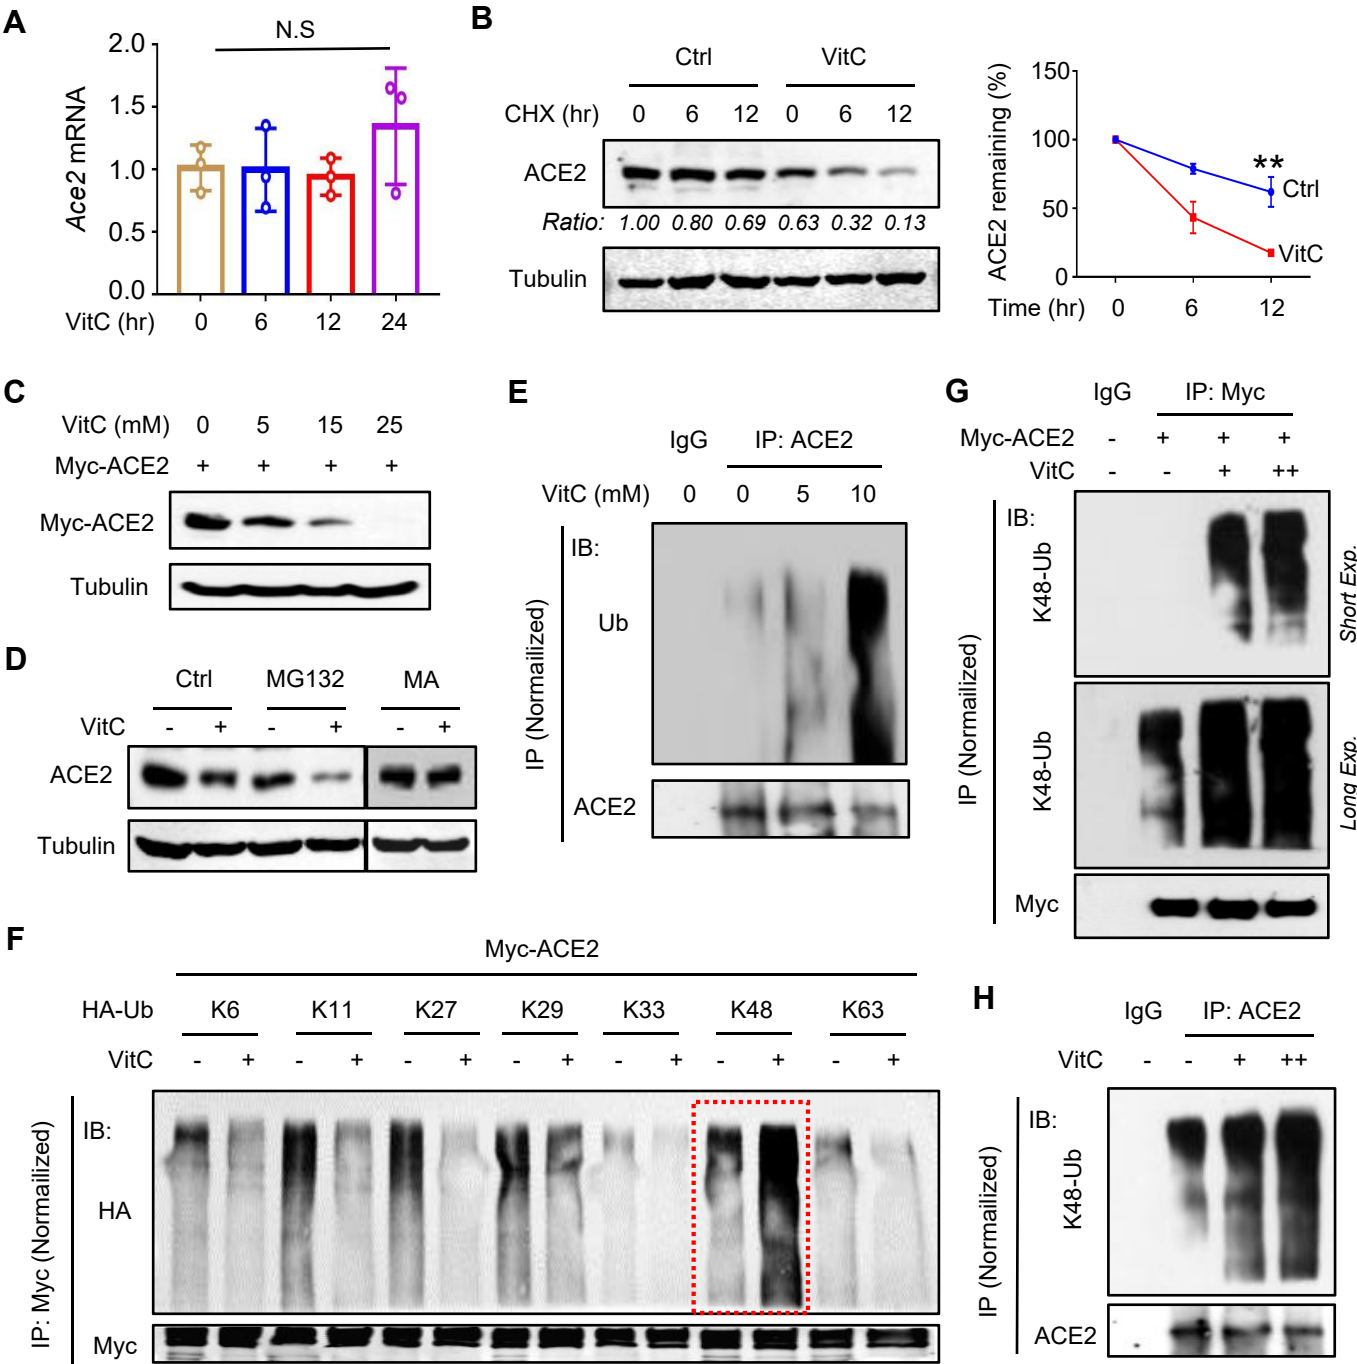 A
N.S
2.0
1.5
1.0
0.5
0.0
Ace2 mRNA
VitC (hr) 0 6 12 24
B
Ctrl VitC
CHX (hr) 0 6 12 0 6 12
ACE2
Ratio: 1.00 0.80 0.69 0.63 0.32 0.13
Tubulin
ACE2 remaining (%)
150
100
50
0
**
Ctrl
VitC
Time (hr) 0 6 12
C
VitC (mM) 0 5 15 25
Myc-ACE2 + + + +
Myc-ACE2
Tubulin
D
Ctrl MG132 MA
VitC - + - + - +
ACE2
Tubulin
E
IgG IP: ACE2
VitC (mM) 0 0 5 10
IP (Normailized)
IB:
Ub
ACE2
F
Myc-ACE2
HA-Ub K6 K11 K27 K29 K33 K48 K63
VitC - + - + - + - + - + - + - +
IP: Myc (Normailized)
IB:
HA
Myc
G
IgG IP: Myc
Myc-ACE2 - + + +
VitC - - + ++
IP (Normailized)
IB:
K48-Ub
Short Exp.
K48-Ub
Long Exp.
Myc
H
IgG IP: ACE2
VitC - - + ++
IP (Normailized)
IB:
K48-Ub
ACE2